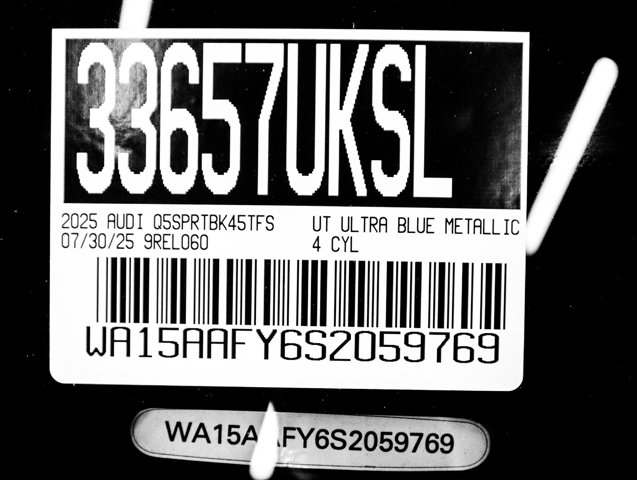 33657UKSL
2025 AUDI Q5SPRTBK45TFS UT ULTRA BLUE METALLIC
07/30/25 9REL060 4 CYL
WA15AAFY6S2059769
WA15AAFY6S2059769